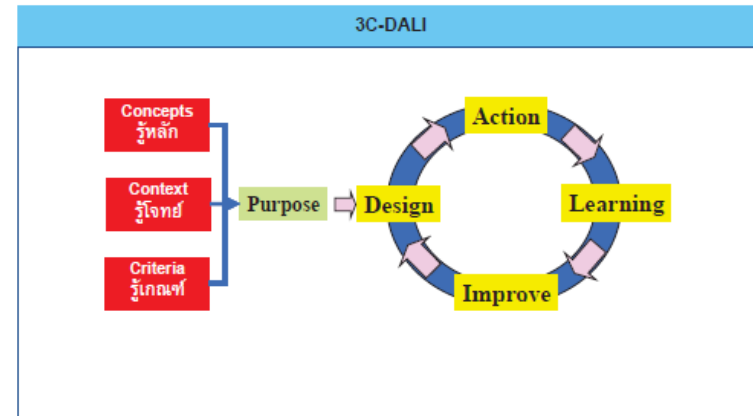 3C-DALI
Concepts
รู้หลัก
Context
รู้โจทย์
Criteria
รู้เกณฑ์
Purpose
Design
Action
Learning
Improve